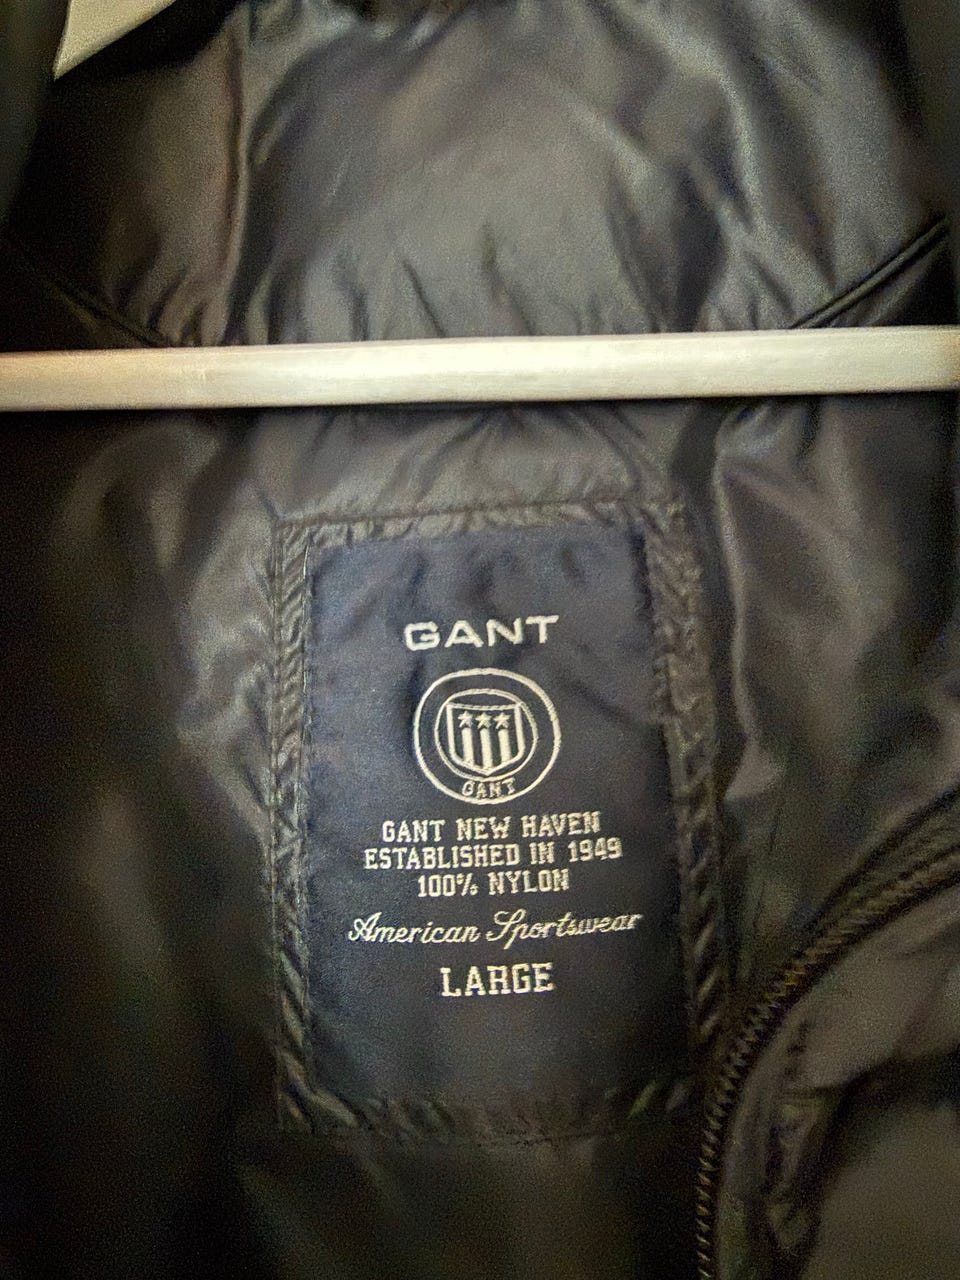 GANT
GANT
GANT NEW HAVEN
ESTABLISHED IN 1949
100% NYLON
American Sportswear
LARGE